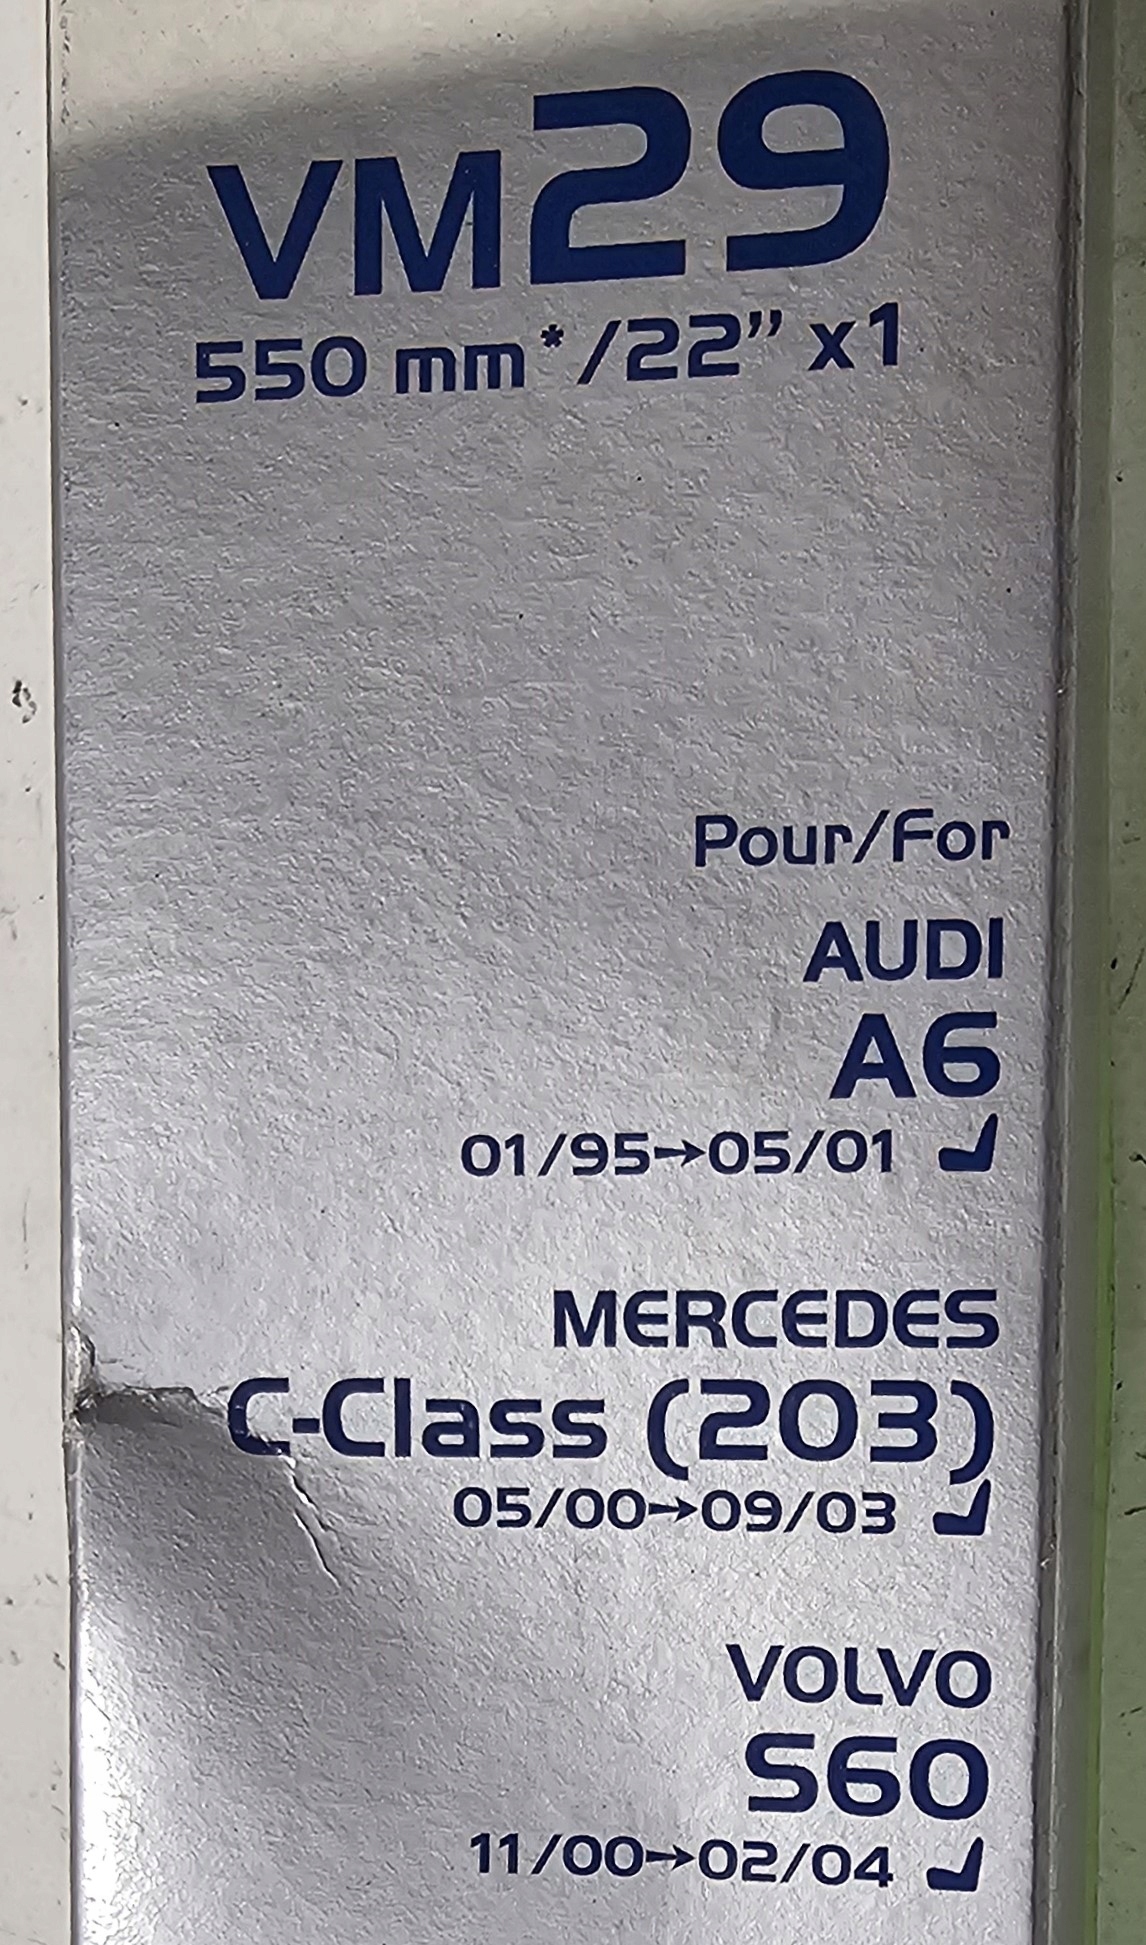 VM29
550 mm*/22” x1
Pour/For
AUDI
A6
01/95→05/01
MERCEDES
C-Class (203)
05/00→09/03
VOLVO
S60
11/00→02/04